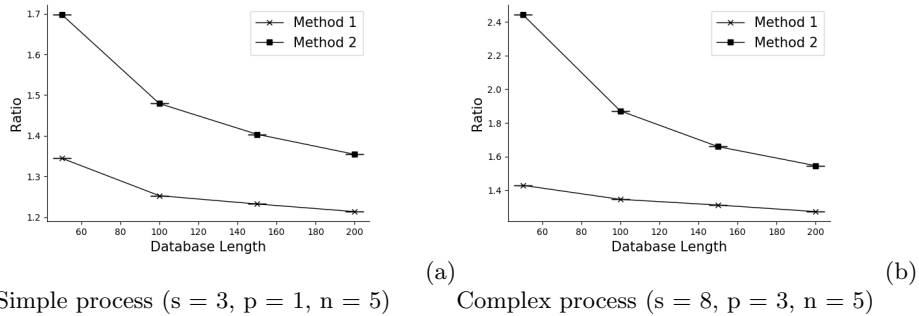 1.7
1.6
1.5
1.4
1.3
1.2
Ratio
Method 1
Method 2
60 80 100 120 140 160 180 200
Database Length
2.4
2.2
2.0
1.8
1.6
1.4
Ratio
Method 1
Method 2
60 80 100 120 140 160 180 200
Database Length
(a)
(b)
Simple process (s = 3, p = 1, n = 5)
Complex process (s = 8, p = 3, n = 5)